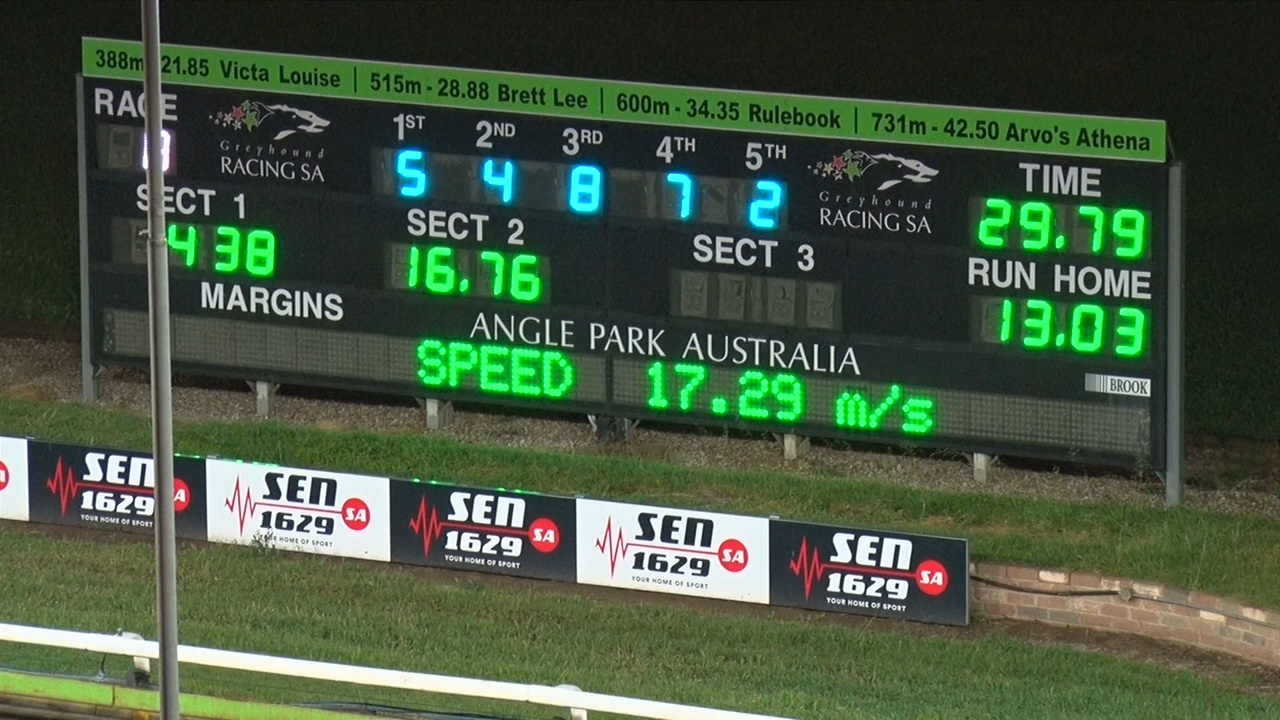 388m 21.85 Victa Louise | 515m - 28.88 Brett Lee | 600m - 34.35 Rulebook | 731m - 42.50 Arvo's Athena
RACE
Greyhound
RACING SA
1ST 2ND 3RD 4TH 5TH
5 4 8 7 2
Greyhound
RACING SA
TIME
29.79
SECT 1
4 38
SECT 2
16.76
SECT 3
RUN HOME
13.03
MARGINS
ANGLE PARK AUSTRALIA
SPEED 17.29 m/s
BROOK
SEN
1629
SA
YOUR HOME OF SPORT
SEN
1629
SA
YOUR HOME OF SPORT
SEN
1629
SA
YOUR HOME OF SPORT
SEN
1629
SA
YOUR HOME OF SPORT
SEN
1629
SA
YOUR HOME OF SPORT